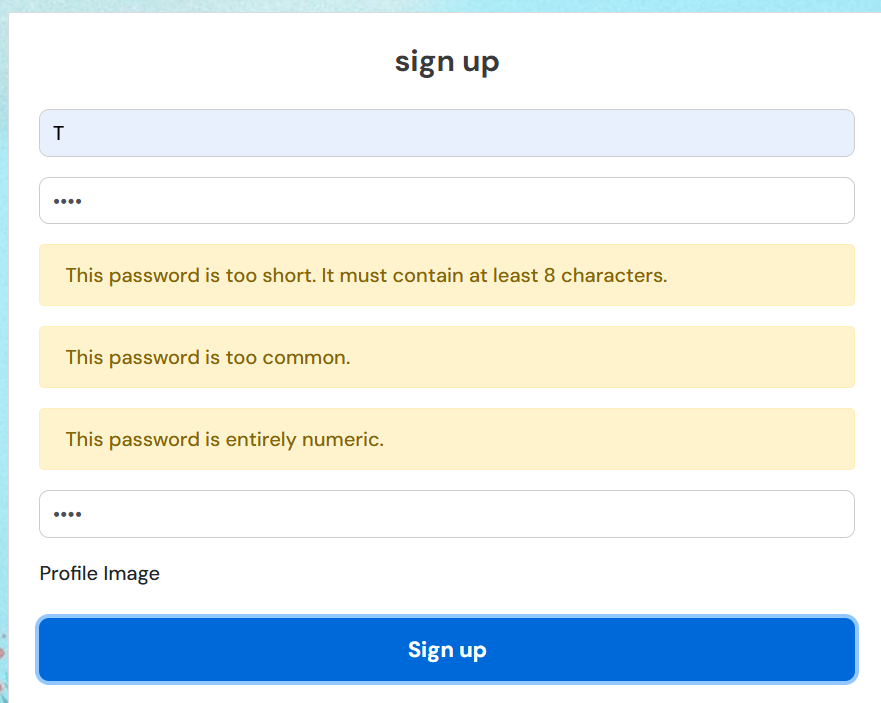 sign up
T
••••
This password is too short. It must contain at least 8 characters.
This password is too common.
This password is entirely numeric.
••••
Profile Image
Sign up